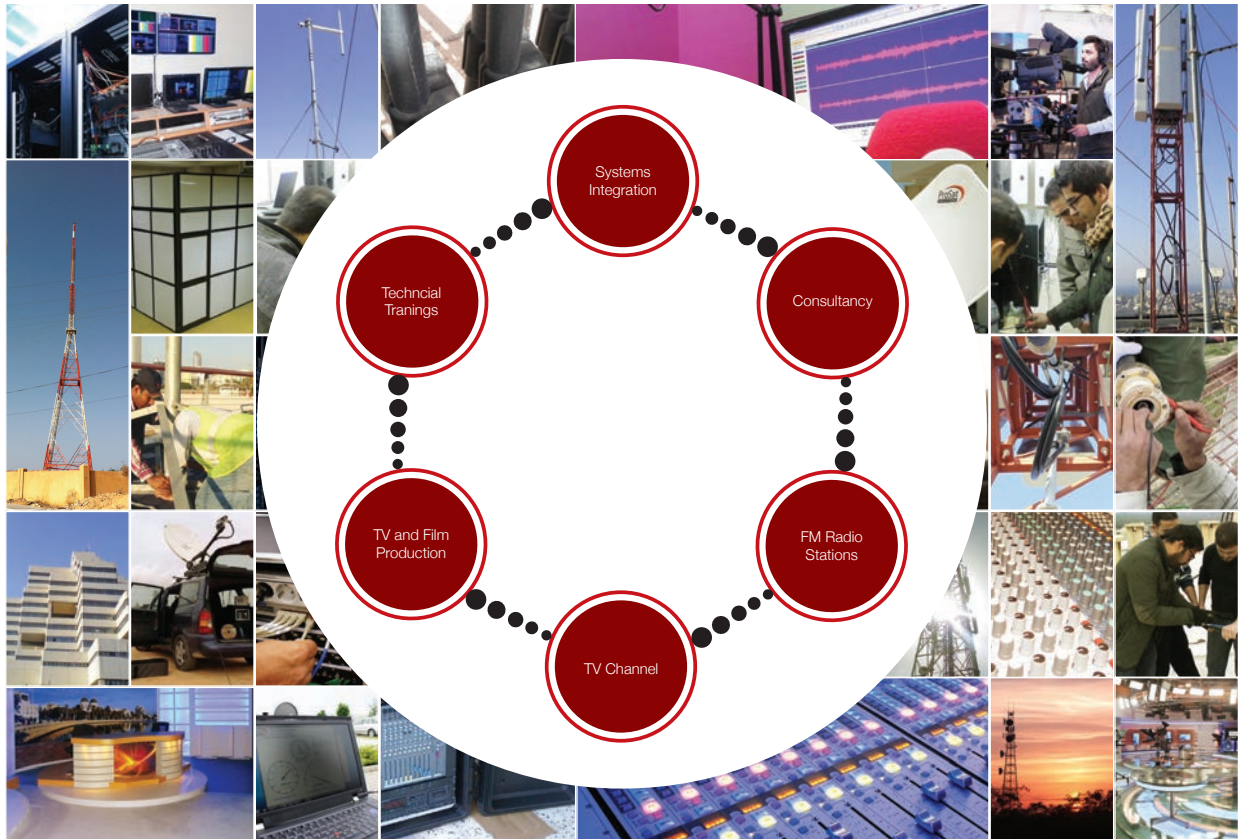 Systems
Integration
Consultancy
FM Radio
Stations
TV Channel
TV and Film
Production
Techncial
Tranings